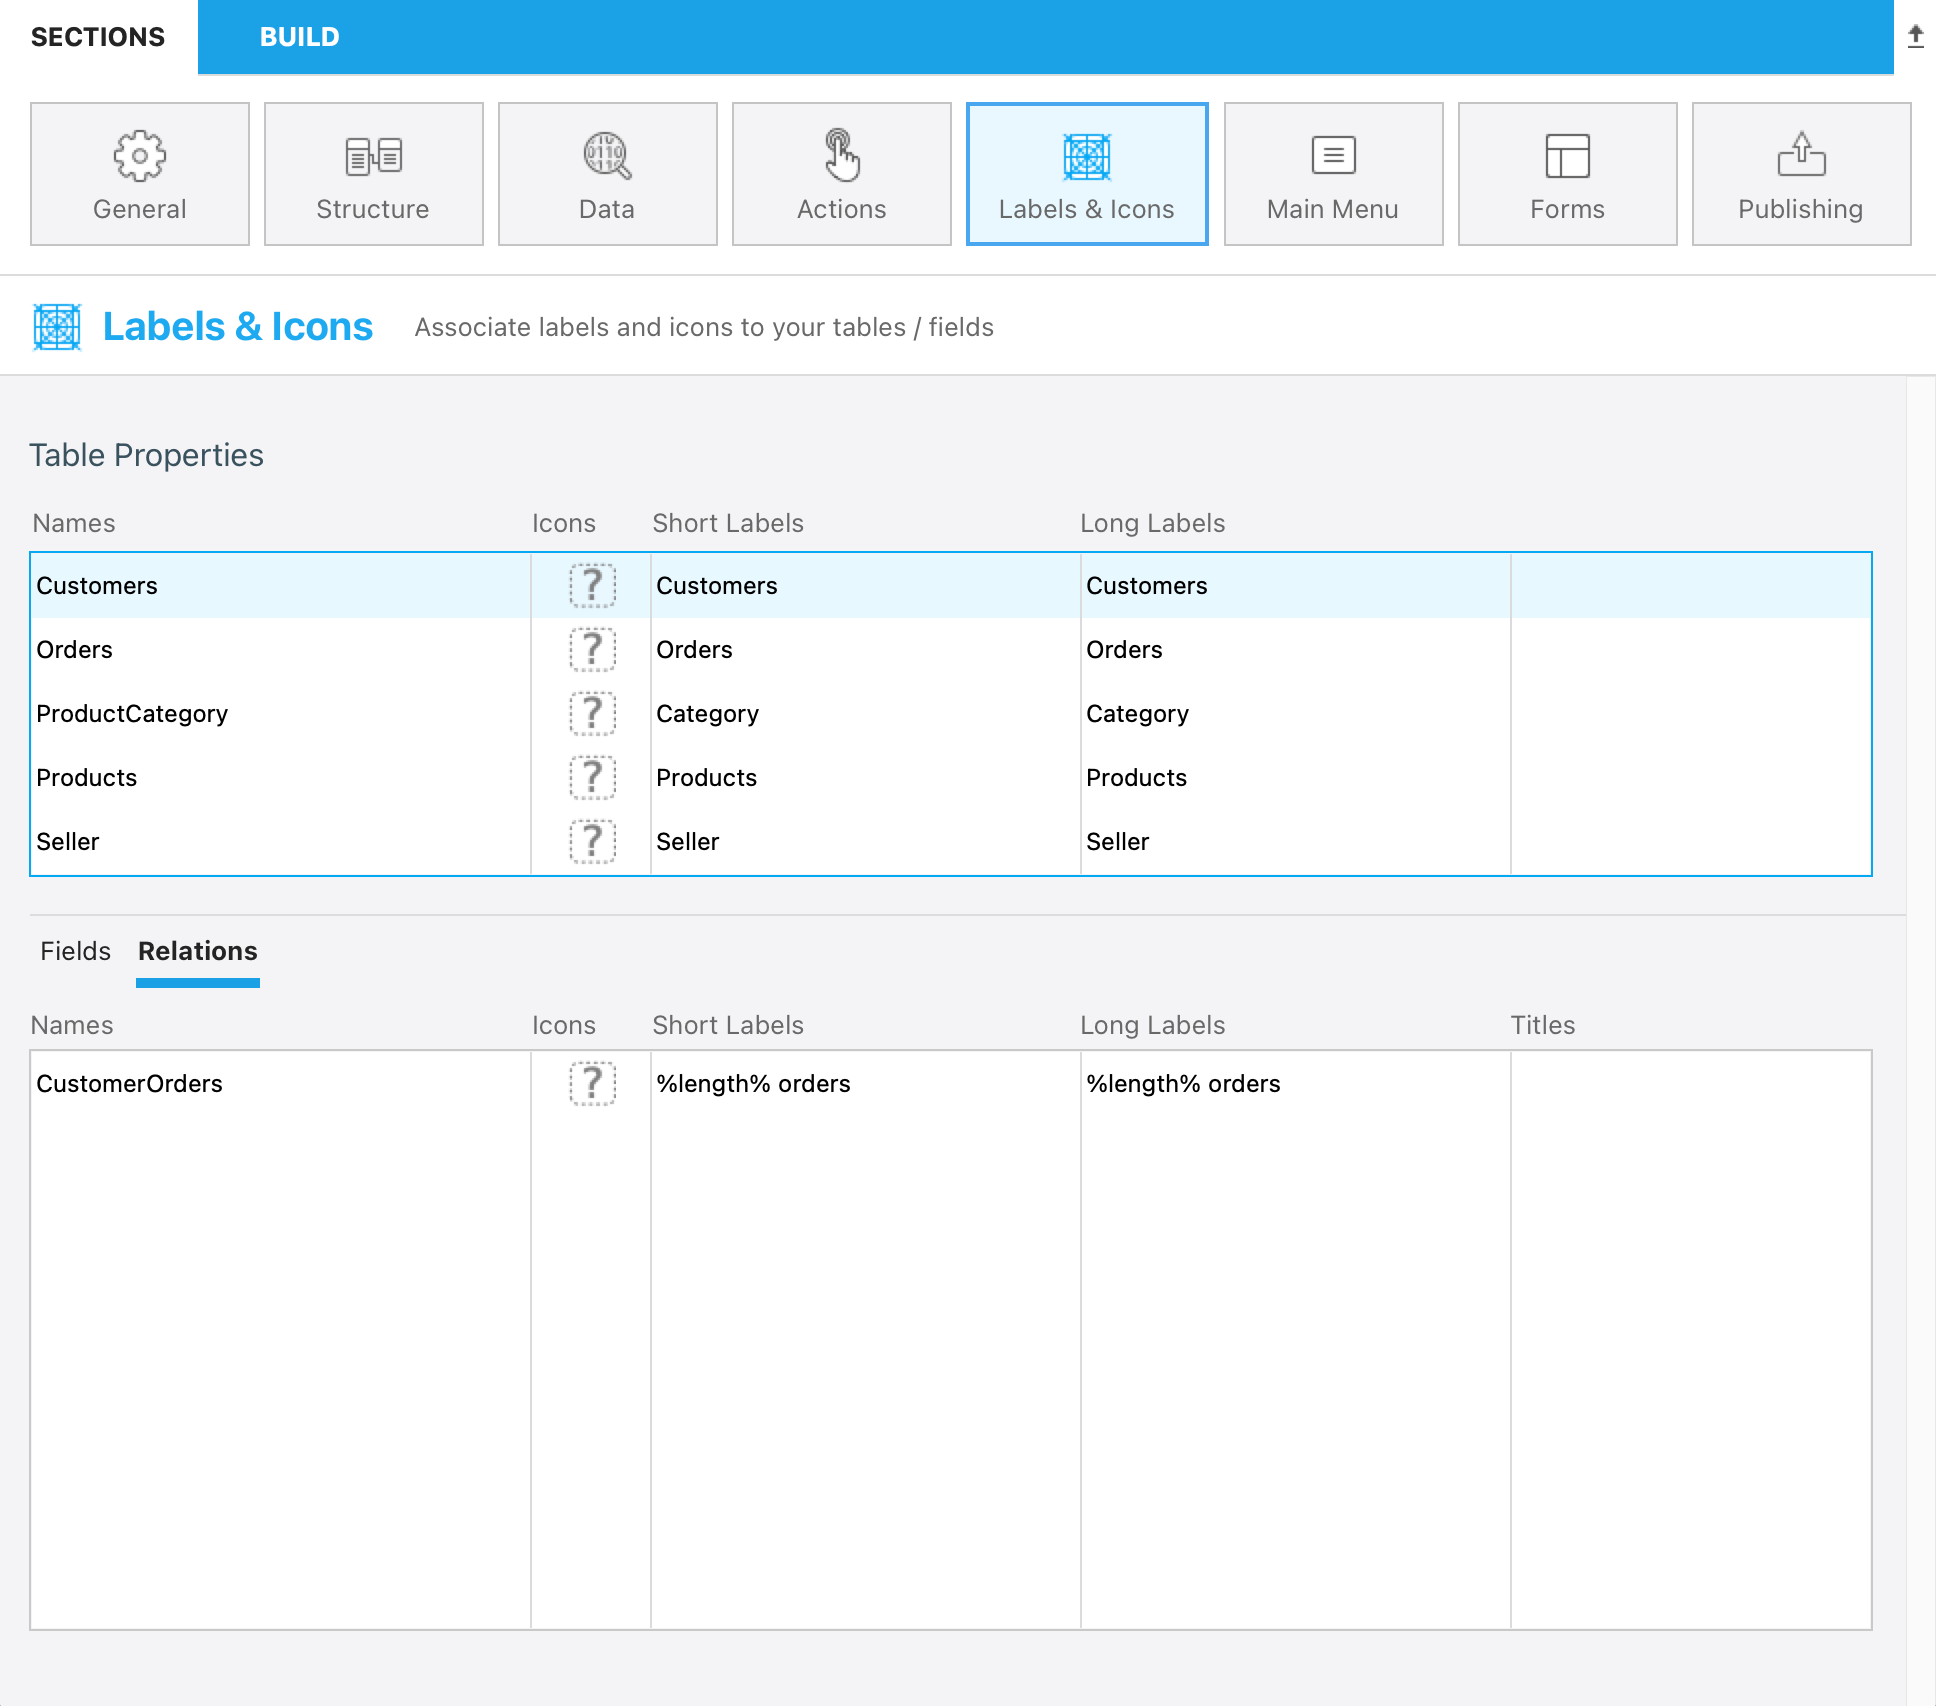 SECTIONS BUILD
General Structure Data Actions Labels & Icons Main Menu Forms Publishing
Labels & Icons Associate labels and icons to your tables / fields
Table Properties
Names Icons Short Labels Long Labels
Customers ? Customers Customers
Orders ? Orders Orders
ProductCategory ? Category Category
Products ? Products Products
Seller ? Seller Seller
Fields Relations
Names Icons Short Labels Long Labels Titles
CustomerOrders ? %length% orders %length% orders